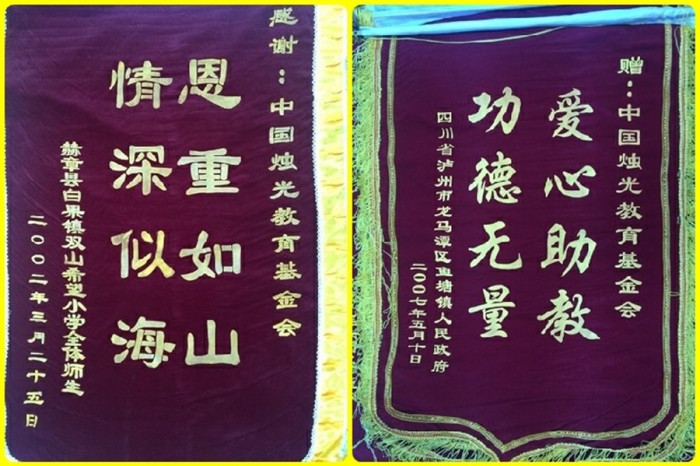 感谢：中国烛光教育基金会
恩重如山
情深似海
赫章县白果镇双山希望小学全体师生
二〇〇二年三月二十五日
赠：中国烛光教育基金会
爱心助教
功德无量
四川省泸州市龙马潭区鱼塘镇人民政府
二〇〇七年五月十日